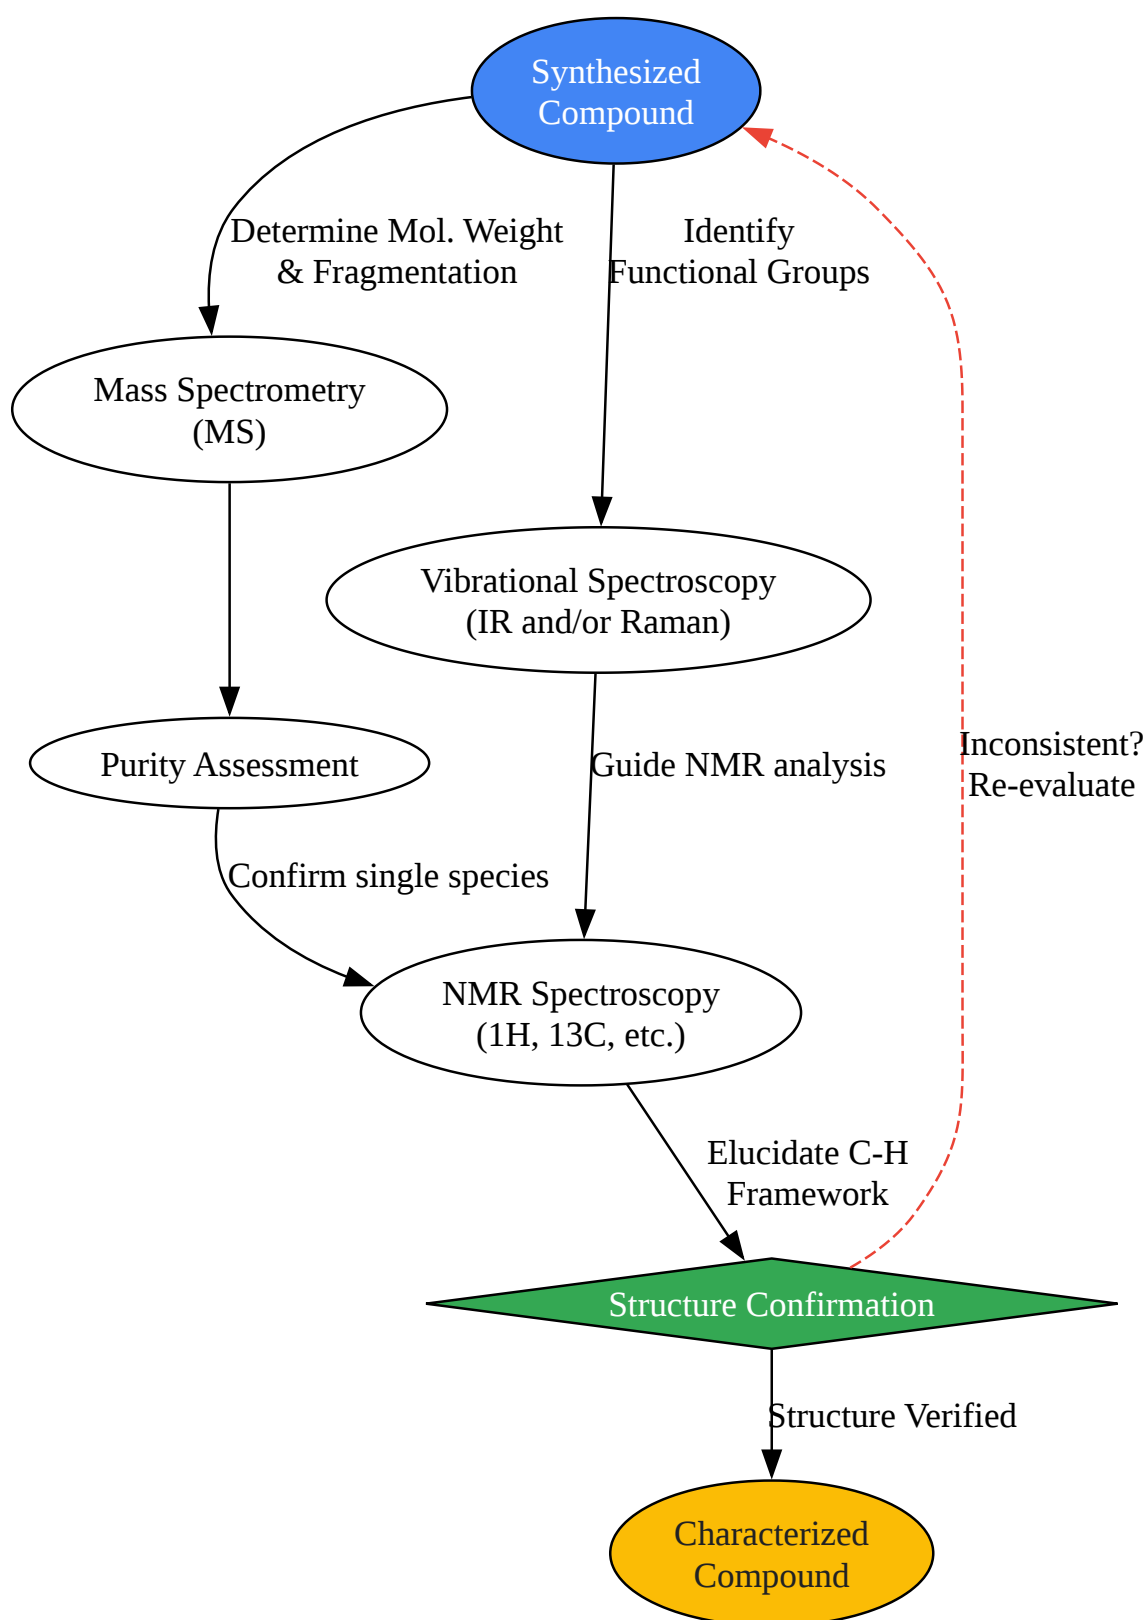 Synthesized
Compound
Determine Mol. Weight
& Fragmentation
Identify
Functional Groups
Mass Spectrometry
(MS)
Vibrational Spectroscopy
(IR and/or Raman)
Purity Assessment
Guide NMR analysis
Inconsistent?
Re-evaluate
Confirm single species
NMR Spectroscopy
(1H, 13C, etc.)
Elucidate C-H
Framework
Structure Confirmation
Structure Verified
Characterized
Compound